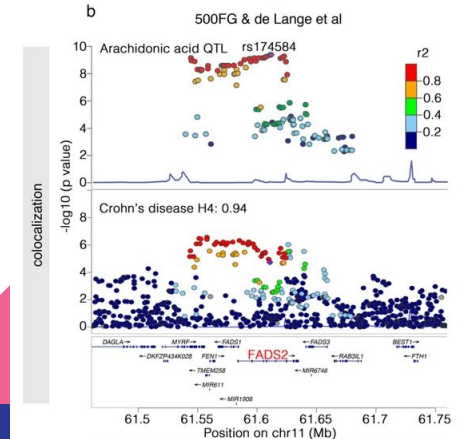 b
500FG & de Lange et al
Arachidonic acid QTL rs174584
r2
0.8
0.6
0.4
0.2
10
8
6
4
2
0
colocalization
-log10 (p value)
Crohn's disease H4: 0.94
8
6
4
2
0
DAGLA→ MYRF→ ←FADS1 FADS2→ ←FADS3 BEST1→
←DKFZP434K028 FEN1→ ←MIR6746 ←RAB3IL1 ←FTH1
←TMEM258
←MIR611
←MIR1908
61.5 61.55 61.6 61.65 61.7 61.75
Position on chr11 (Mb)